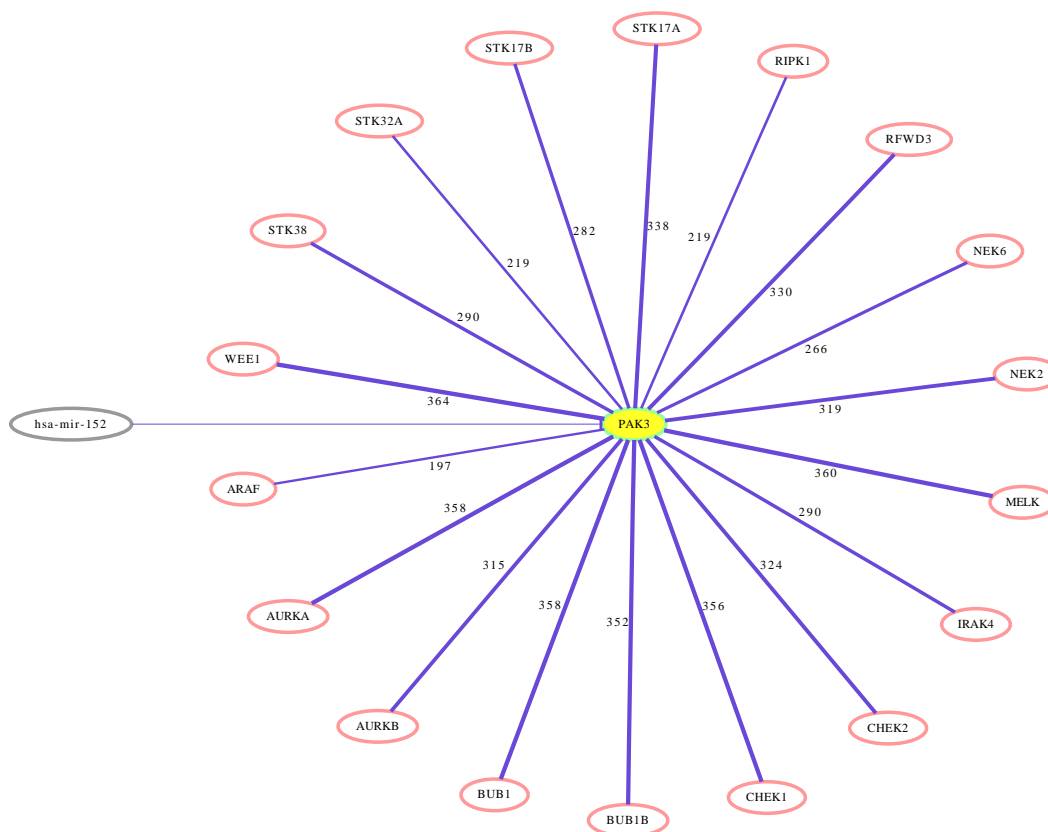 STK17A
STK17B
RIPK1
STK32A
RFWD3
STK38
282
338
219
NEK6
219
330
290
266
WEE1
NEK2
364
319
hsa-mir-152
PAK3
197
360
ARAF
MELK
358
290
315
324
358
356
352
AURKA
IRAK4
AURKB
CHEK2
BUB1
CHEK1
BUB1B